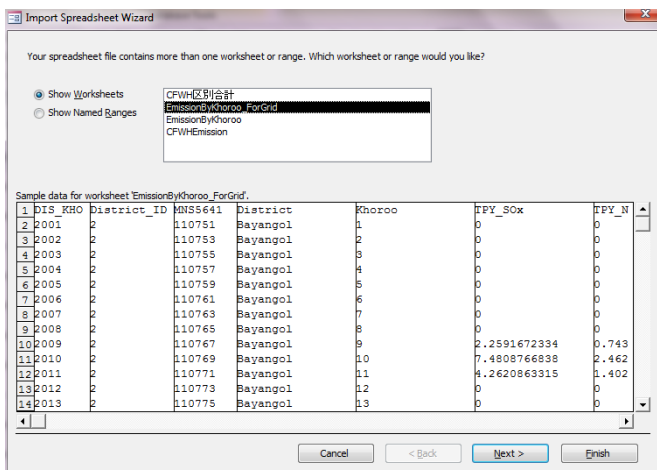 Import Spreadsheet Wizard
Your spreadsheet file contains more than one worksheet or range. Which worksheet or range would you like?
Show Worksheets
Show Named Ranges
CFWH区別合計
EmissionByKhoroo_ForGrid
EmissionByKhoroo
CFWHEmission
Sample data for worksheet 'EmissionByKhoroo_ForGrid'.
1 DIS_KHO District_ID MNS5641 District Khoroo TPY_SOx TPY_N
2 2001 2 110751 Bayangol 1 0 0
3 2002 2 110753 Bayangol 2 0 0
4 2003 2 110755 Bayangol 3 0 0
5 2004 2 110757 Bayangol 4 0 0
6 2005 2 110759 Bayangol 5 0 0
7 2006 2 110761 Bayangol 6 0 0
8 2007 2 110763 Bayangol 7 0 0
9 2008 2 110765 Bayangol 8 0 0
10 2009 2 110767 Bayangol 9 2.2591672334 0.743
11 2010 2 110769 Bayangol 10 7.4808766838 2.462
12 2011 2 110771 Bayangol 11 4.2620863315 1.402
13 2012 2 110773 Bayangol 12 0 0
14 2013 2 110775 Bayangol 13 0 0
Cancel < Back Next > Finish